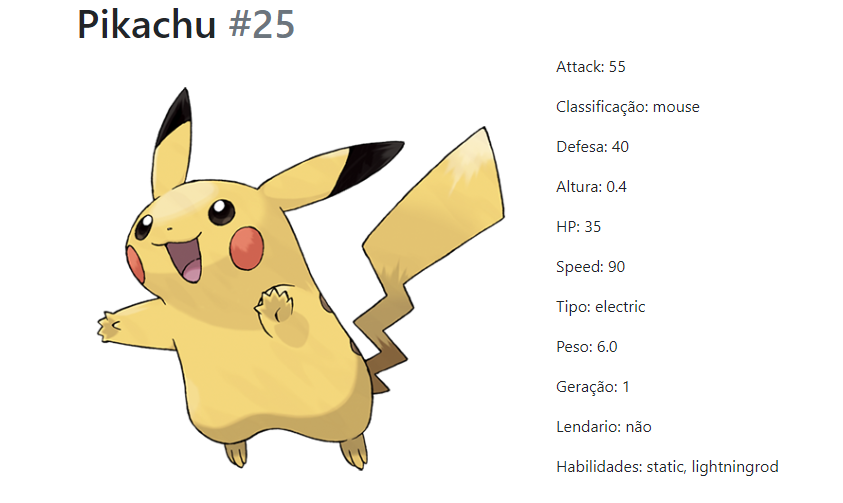 Pikachu #25
Attack: 55
Classificação: mouse
Defesa: 40
Altura: 0.4
HP: 35
Speed: 90
Tipo: electric
Peso: 6.0
Geração: 1
Lendario: não
Habilidades: static, lightningrod